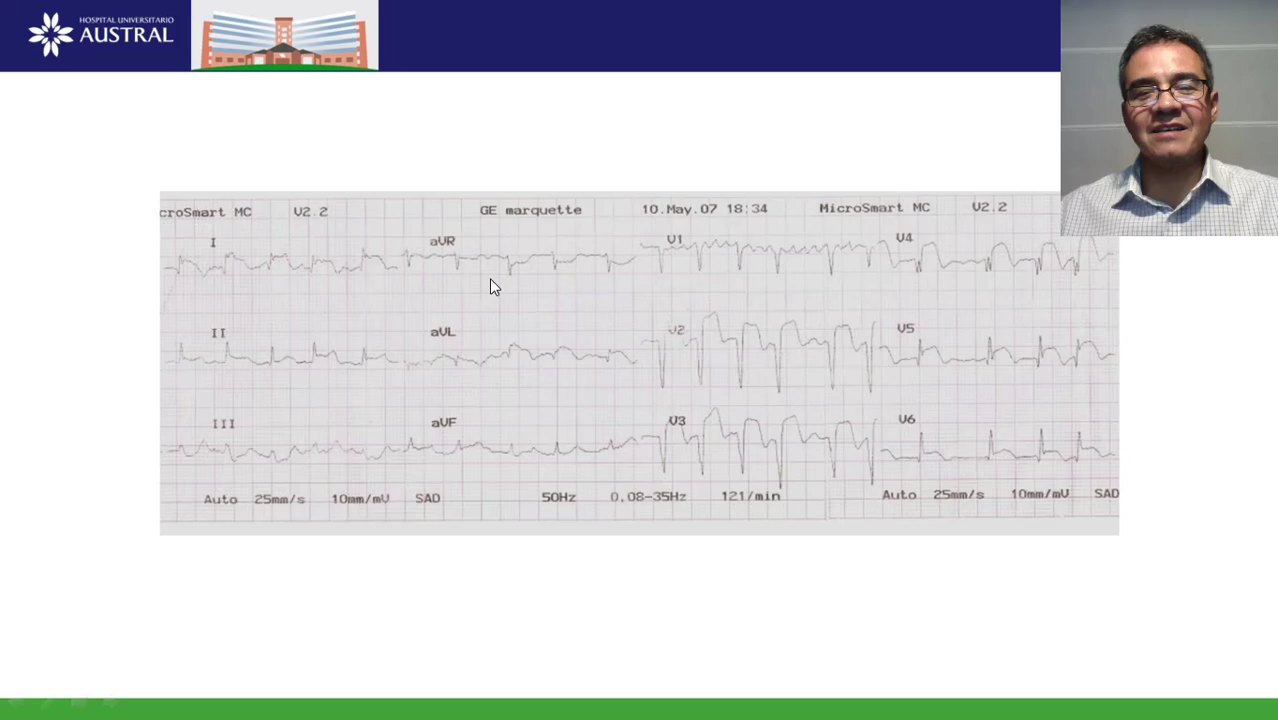 HOSPITAL UNIVERSITARIO
AUSTRAL
croSmart MC V2.2 GE marquette 10.May.07 18:34 MicroSmart MC V2.2
I aVR V1 V4
II aVL V2 V5
III aVF V3 V6
Auto 25mm/s 10mm/mV SAD 50Hz 0,08-35Hz 121/min Auto 25mm/s 10mm/mV SAD